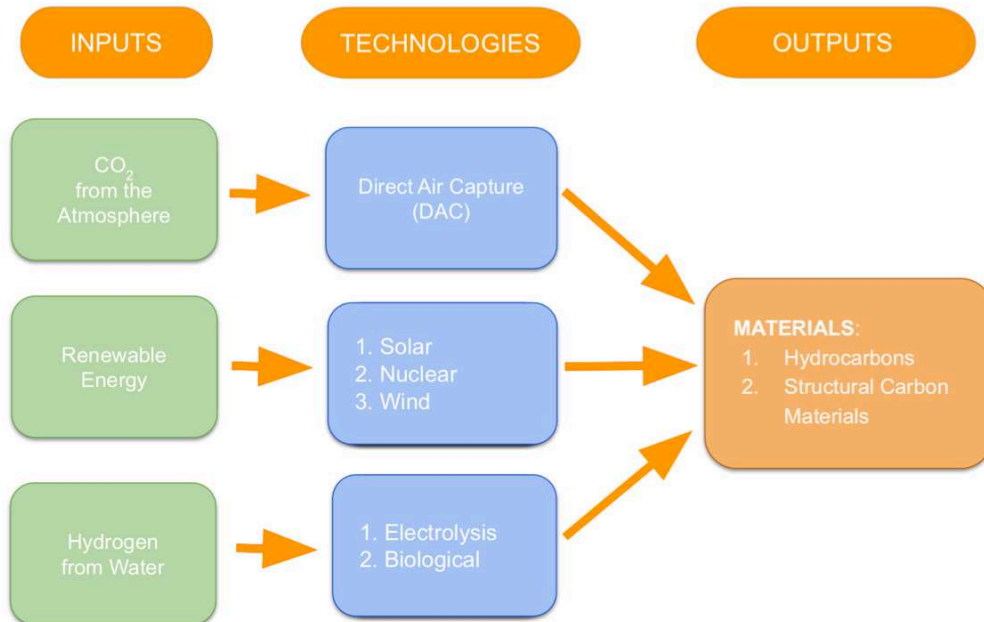 INPUTS
TECHNOLOGIES
OUTPUTS
CO₂
from the
Atmosphere
Direct Air Capture
(DAC)
Renewable
Energy
1. Solar
2. Nuclear
3. Wind
MATERIALS:
1. Hydrocarbons
2. Structural Carbon
Materials
Hydrogen
from Water
1. Electrolysis
2. Biological